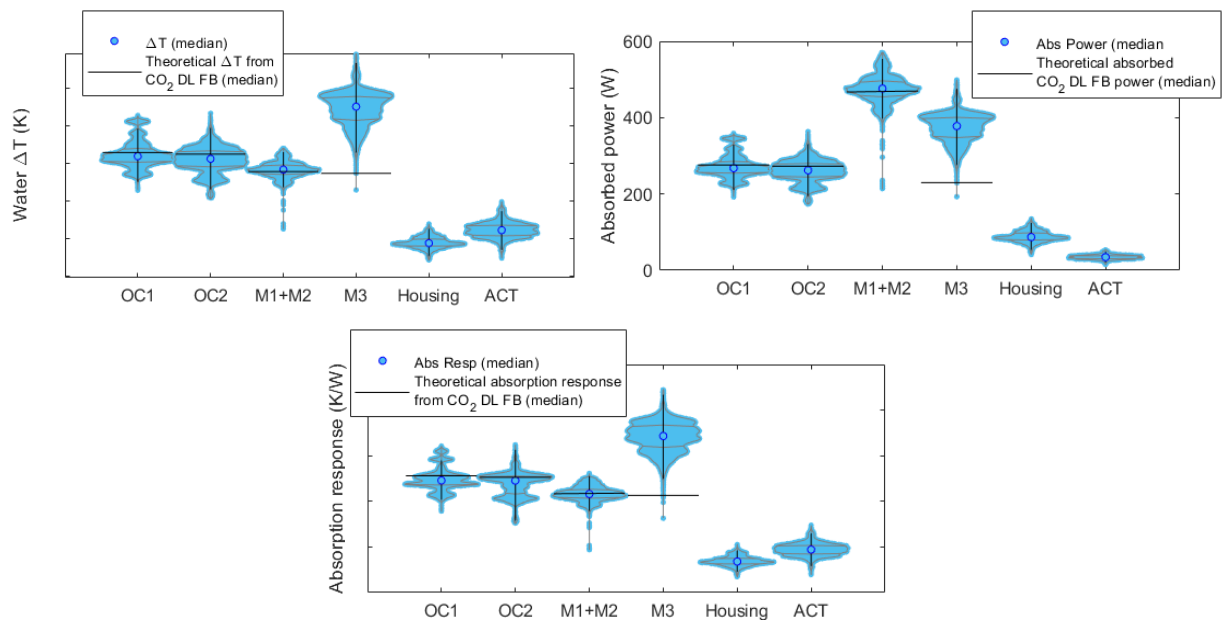 ΔT (median)
Theoretical ΔT from
CO2 DL FB (median)
Water ΔT (K)
OC1 OC2 M1+M2 M3 Housing ACT
Abs Power (median
Theoretical absorbed
CO2 DL FB power (median)
Absorbed power (W)
600
400
200
0
OC1 OC2 M1+M2 M3 Housing ACT
Abs Resp (median)
Theoretical absorption response
from CO2 DL FB (median)
Absorption response (K/W)
OC1 OC2 M1+M2 M3 Housing ACT